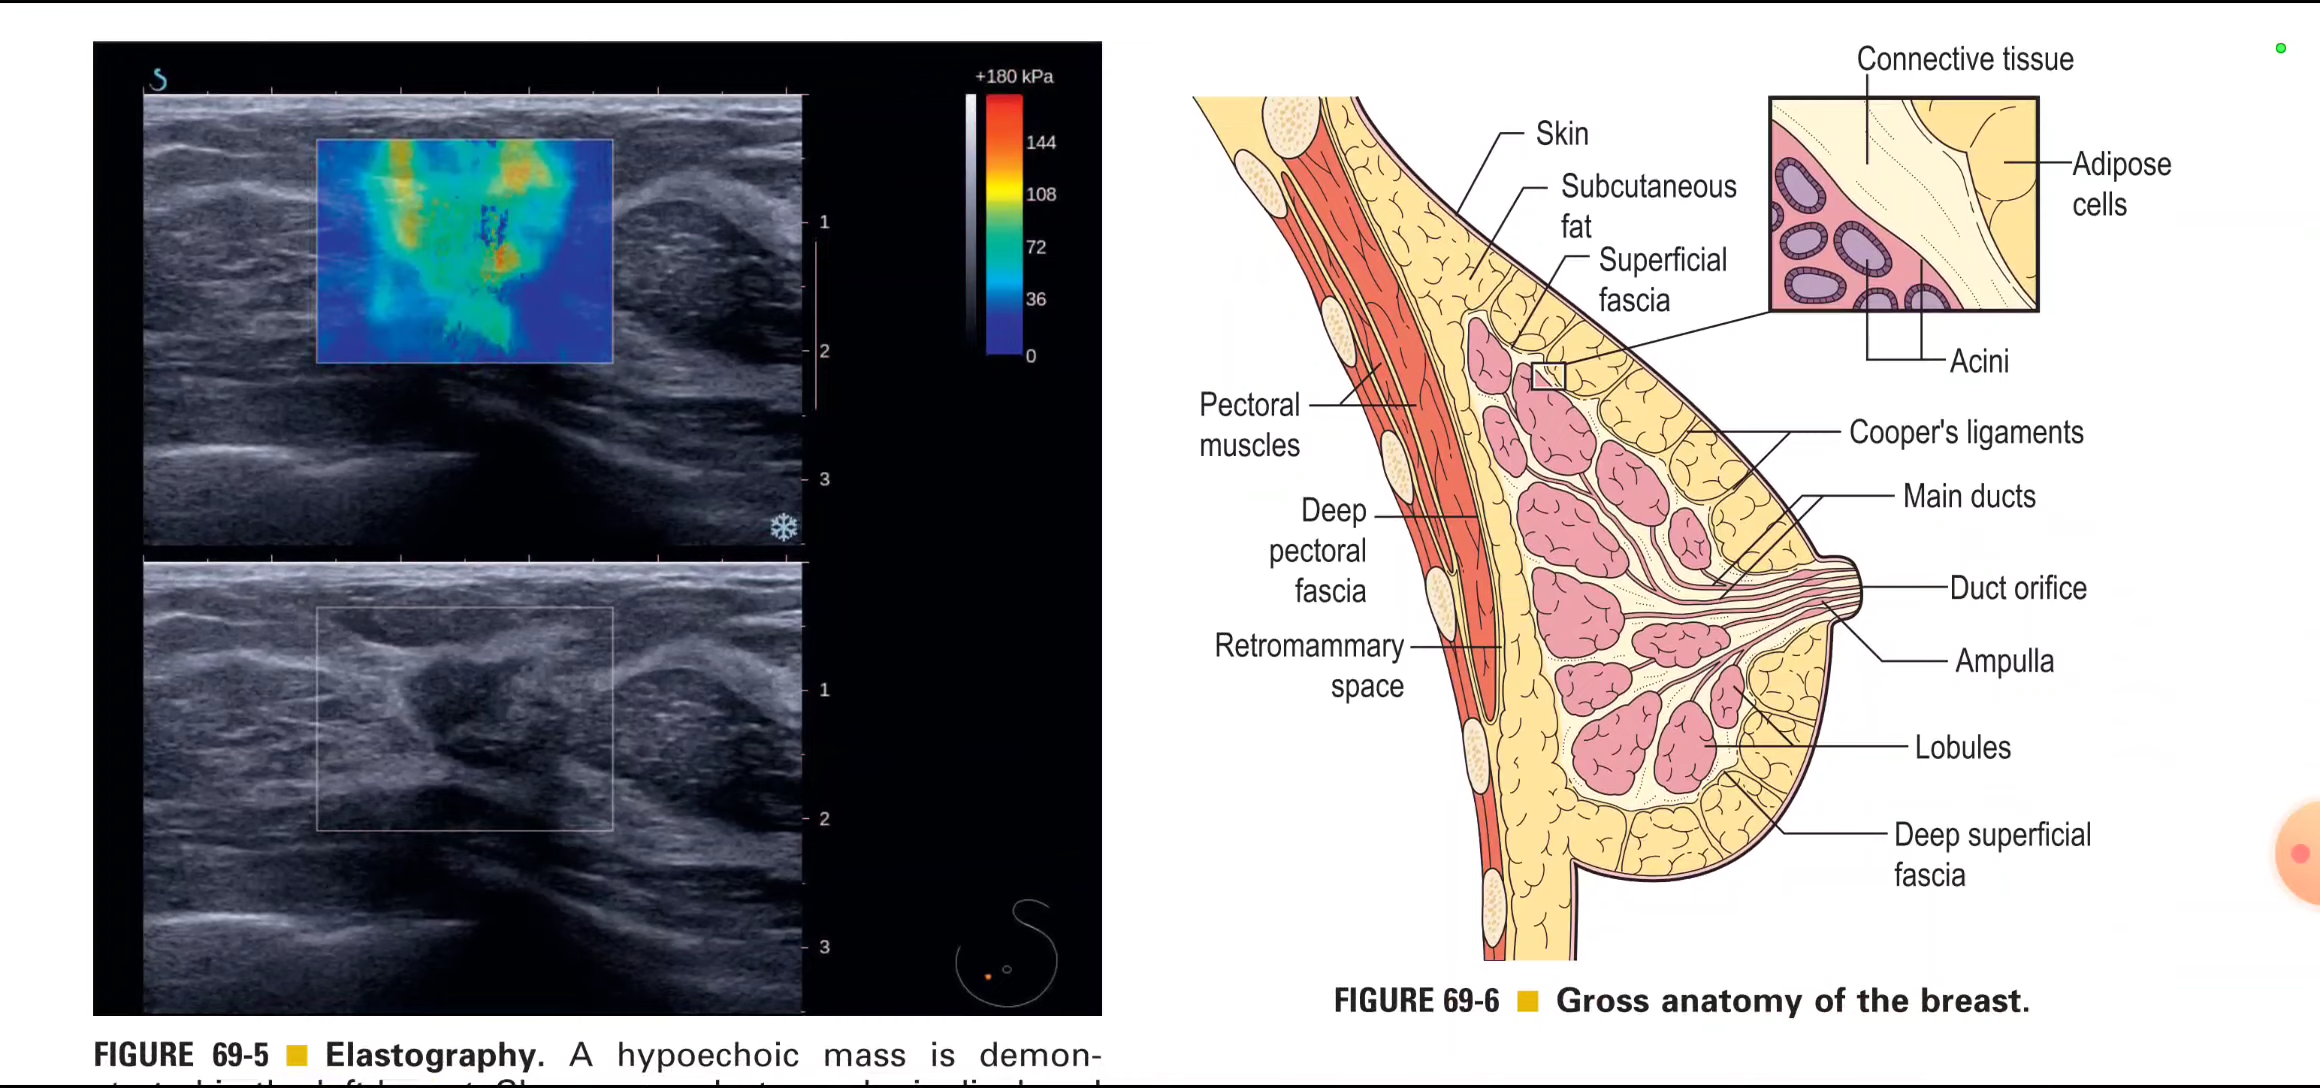 +180 kPa
144
108
72
36
0
1
2
3
1
2
3
FIGURE 69-5 Elastography. A hypoechoic mass is demon-
Connective tissue
Adipose
cells
Acini
Skin
Subcutaneous
fat
Superficial
fascia
Pectoral
muscles
Deep
pectoral
fascia
Retromammary
space
Cooper's ligaments
Main ducts
Duct orifice
Ampulla
Lobules
Deep superficial
fascia
FIGURE 69-6 Gross anatomy of the breast.